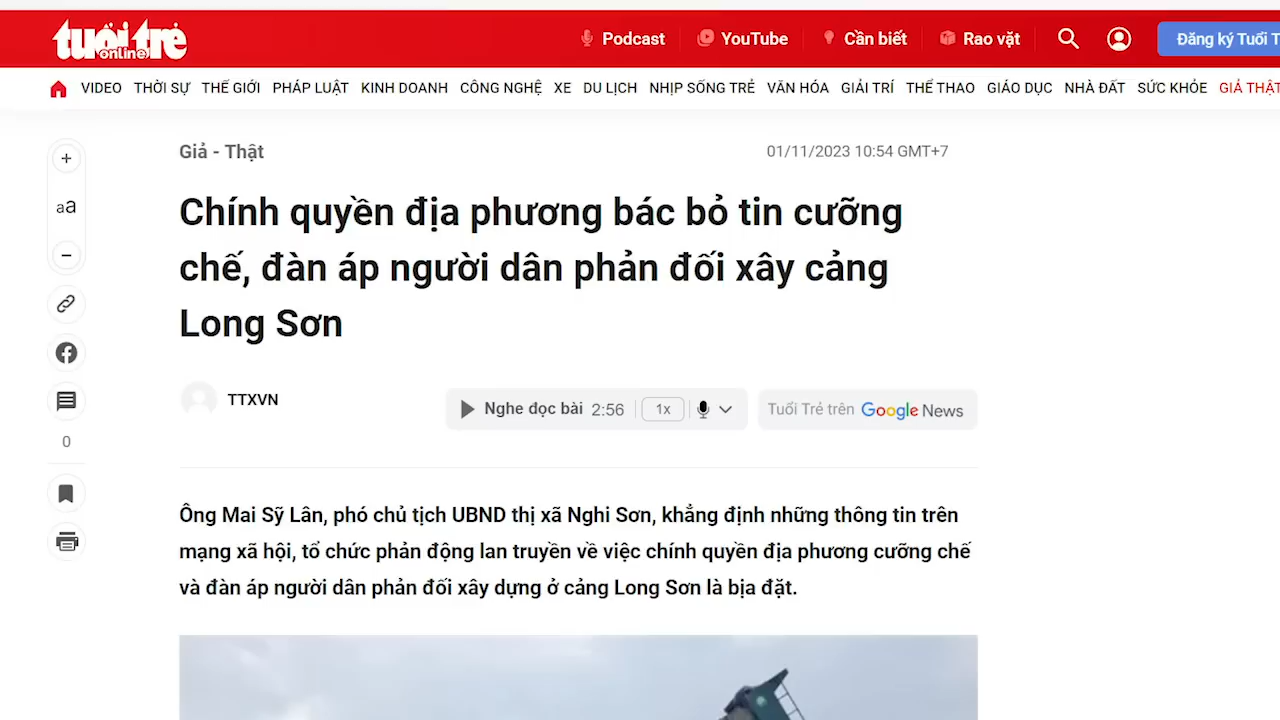 tuổi trẻ
online
Podcast
YouTube
Cần biết
Rao vặt
Đăng ký Tuổi T
VIDEO THỜI SỰ THẾ GIỚI PHÁP LUẬT KINH DOANH CÔNG NGHỆ XE DU LỊCH NHỊP SỐNG TRẺ VĂN HÓA GIẢI TRÍ THỂ THAO GIÁO DỤC NHÀ ĐẤT SỨC KHỎE GIẢ THẬT
Giả - Thật
01/11/2023 10:54 GMT+7
+
aa
−
0
Chính quyền địa phương bác bỏ tin cưỡng
chế, đàn áp người dân phản đối xây cảng
Long Sơn
TTXVN
Nghe đọc bài 2:56
1x
Tuổi Trẻ trên Google News
Ông Mai Sỹ Lân, phó chủ tịch UBND thị xã Nghi Sơn, khẳng định những thông tin trên
mạng xã hội, tổ chức phản động lan truyền về việc chính quyền địa phương cưỡng chế
và đàn áp người dân phản đối xây dựng ở cảng Long Sơn là bịa đặt.